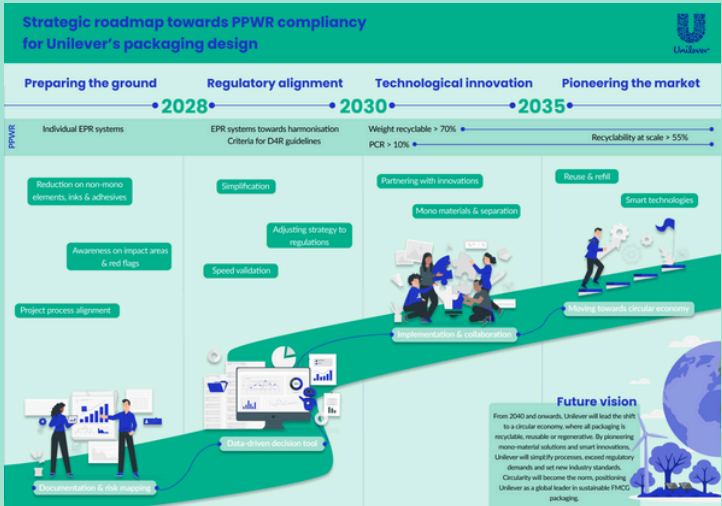 Strategic roadmap towards PPWR compliancy
for Unilever's packaging design
Unilever
Preparing the ground
Regulatory alignment
Technological innovation
Pioneering the market
2028
2030
2035
PPWR
Individual EPR systems
EPR systems towards harmonisation
Criteria for D4R guidelines
Weight recyclable > 70%
PCR > 10%
Recyclability at scale > 55%
Reduction on non-mono
elements, inks & adhesives
Awareness on impact areas
& red flags
Project process alignment
Simplification
Adjusting strategy to
regulations
Speed validation
Partnering with innovations
Mono materials & separation
Reuse & refill
Smart technologies
Documentation & risk mapping
Data-driven decision tool
Implementation & collaboration
Moving towards circular economy
Future vision
From 2040 and onwards, Unilever will lead the shift
to a circular economy, where all packaging is
recyclable, reusable or regenerative. By pioneering
mono-material solutions and smart innovations,
Unilever will simplify processes, exceed regulatory
demands and set new industry standards.
Circularity will become the norm, positioning
Unilever as a global leader in sustainable FMCG
packaging.